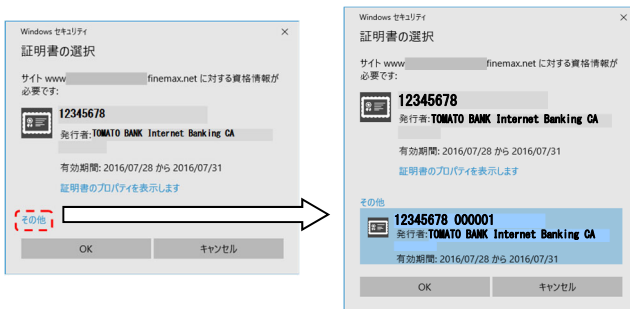 Windows セキュリティ
証明書の選択
サイト www finemax.net に対する資格情報が
必要です:
12345678
発行者:TOMATO BANK Internet Banking CA
有効期間: 2016/07/28 から 2016/07/31
証明書のプロパティを表示します
その他
OK キャンセル
Windows セキュリティ
証明書の選択
サイト www finemax.net に対する資格情報が
必要です:
12345678
発行者:TOMATO BANK Internet Banking CA
有効期間: 2016/07/28 から 2016/07/31
証明書のプロパティを表示します
その他
12345678 000001
発行者:TOMATO BANK Internet Banking CA
有効期間: 2016/07/28 から 2016/07/31
OK キャンセル